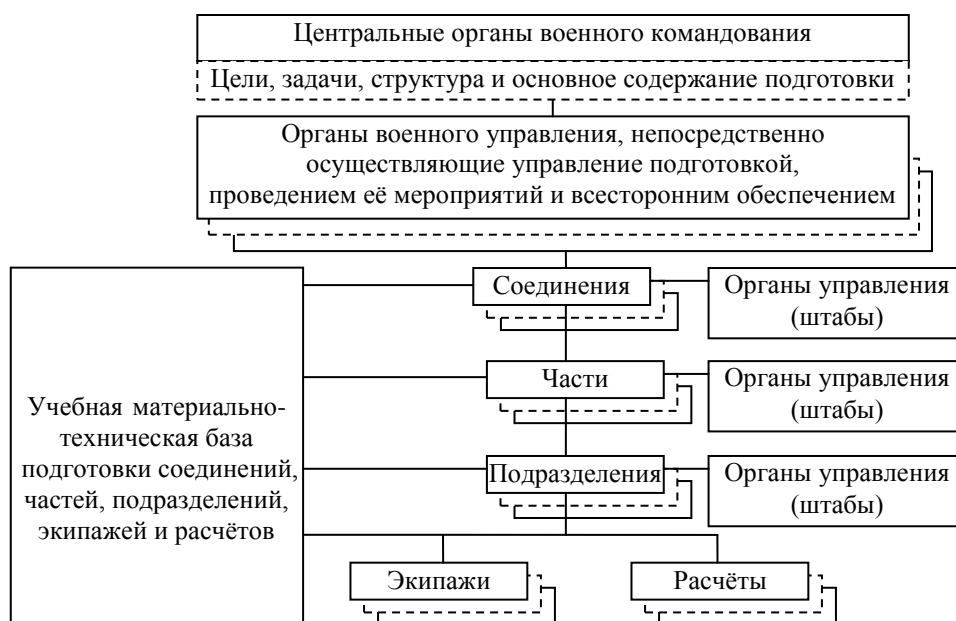 Центральные органы военного командования
Цели, задачи, структура и основное содержание подготовки
Органы военного управления, непосредственно
осуществляющие управление подготовкой,
проведением её мероприятий и всесторонним обеспечением
Соединения
Органы управления
(штабы)
Части
Органы управления
(штабы)
Учебная материально-
техническая база
подготовки соединений,
частей, подразделений,
экипажей и расчётов
Подразделения
Органы управления
(штабы)
Экипажи
Расчёты